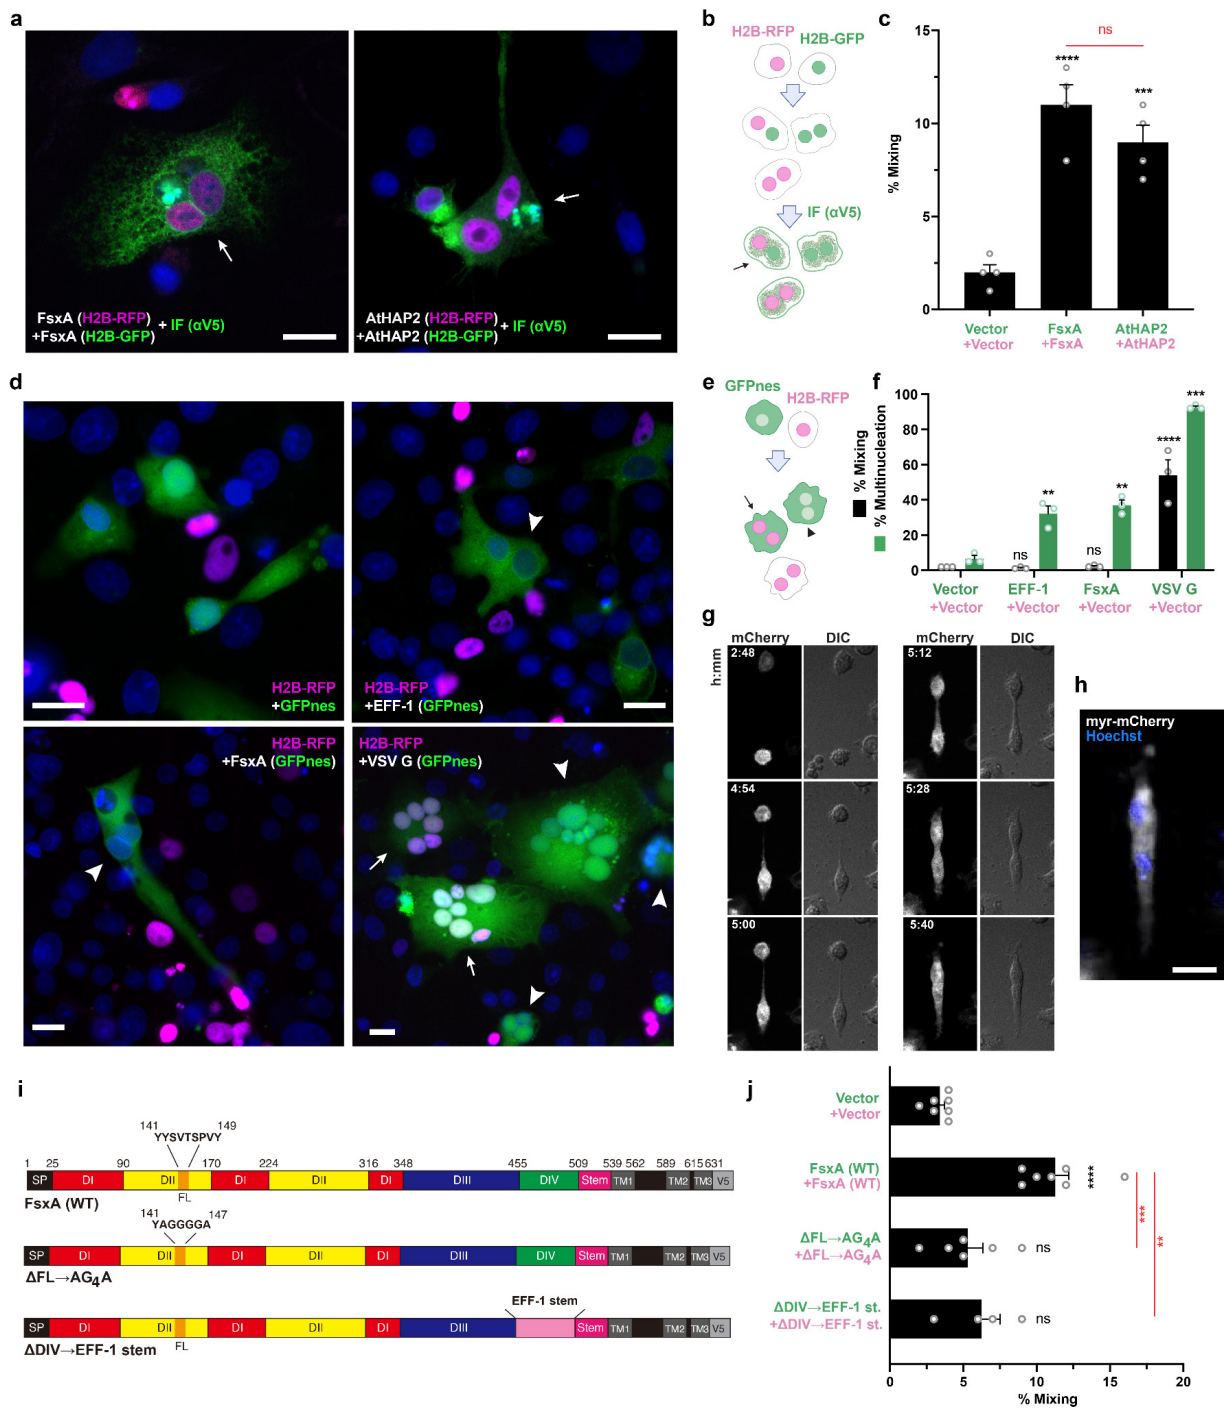 a
FsxA (H2B-RFP)
+FsxA (H2B-GFP)
+ IF (αV5)
AtHAP2 (H2B-RFP)
+AtHAP2 (H2B-GFP)
+ IF (αV5)
b
H2B-RFP
H2B-GFP
IF (αV5)
c
ns
****
***
15
10
5
0
% Mixing
Vector
+Vector
FsxA
+FsxA
AtHAP2
+AtHAP2
d
H2B-RFP
+GFPnes
H2B-RFP
+EFF-1 (GFPnes)
H2B-RFP
+FsxA (GFPnes)
H2B-RFP
+VSV G (GFPnes)
e
GFPnes
H2B-RFP
f
% Mixing
% Multinucleation
100
80
60
40
20
0
ns
**
ns
**
****
***
Vector
+Vector
EFF-1
+Vector
FsxA
+Vector
VSV G
+Vector
g
h:mm
mCherry
DIC
mCherry
DIC
2:48
5:12
4:54
5:28
5:00
5:40
h
myr-mCherry
Hoechst
i
141 149
YYSVTSPVY
1 25 90 170 224 316 348 455 509 539 562 589 615 631
SP DI DII DI DII DI DIII DIV Stem TM1 TM2 TM3 V5
FL
FsxA (WT)
141 147
YAGGGGA
SP DI DII DI DII DI DIII DIV Stem TM1 TM2 TM3 V5
ΔFL→AG4A
EFF-1 stem
SP DI DII DI DII DI DIII Stem TM1 TM2 TM3 V5
FL
ΔDIV→EFF-1 stem
j
Vector
+Vector
FsxA (WT)
+FsxA (WT)
****
***
**
ΔFL→AG4A
+ΔFL→AG4A
ns
ΔDIV→EFF-1 st.
+ΔDIV→EFF-1 st.
ns
0 5 10 15 20
% Mixing